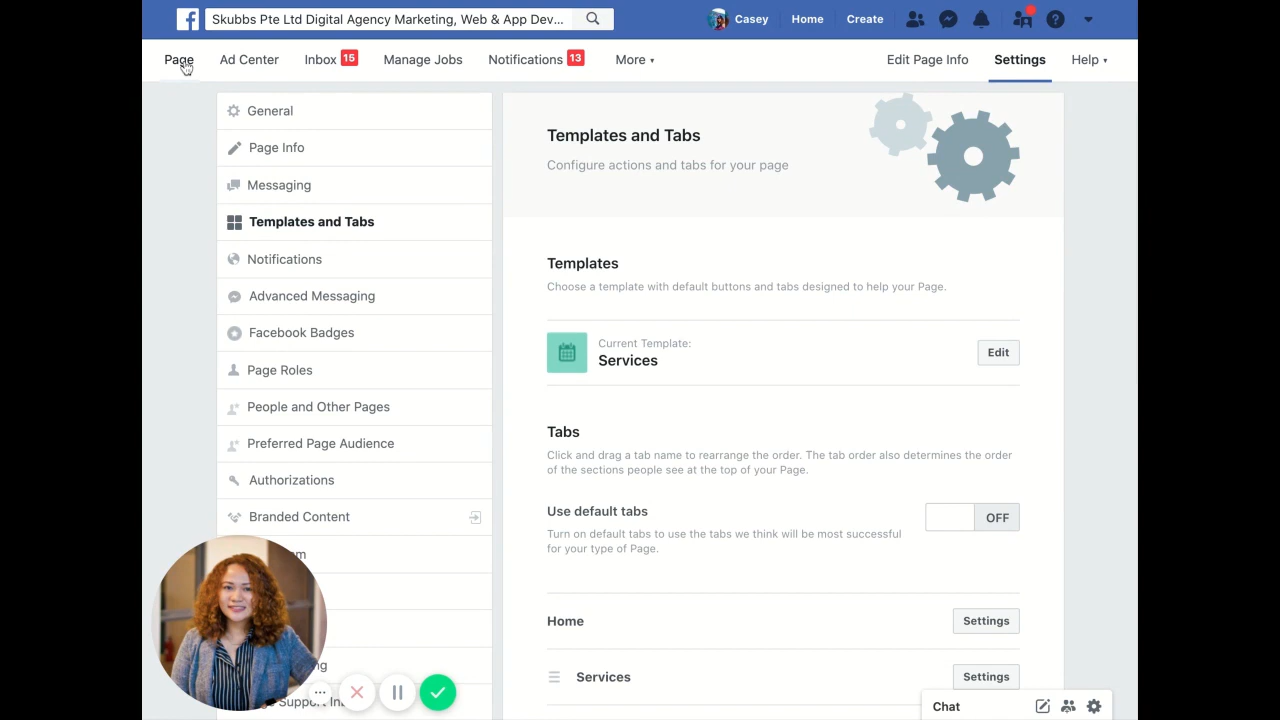 Skubbs Pte Ltd Digital Agency Marketing, Web & App Dev...
Casey
Home
Create
Page
Ad Center
Inbox 15
Manage Jobs
Notifications 13
More
Edit Page Info
Settings
Help
General
Page Info
Messaging
Templates and Tabs
Notifications
Advanced Messaging
Facebook Badges
Page Roles
People and Other Pages
Preferred Page Audience
Authorizations
Branded Content
Templates and Tabs
Configure actions and tabs for your page
Templates
Choose a template with default buttons and tabs designed to help your Page.
Current Template:
Services
Edit
Tabs
Click and drag a tab name to rearrange the order. The tab order also determines the order
of the sections people see at the top of your Page.
Use default tabs
OFF
Turn on default tabs to use the tabs we think will be most successful
for your type of Page.
Home
Settings
Services
Settings
Support
Chat